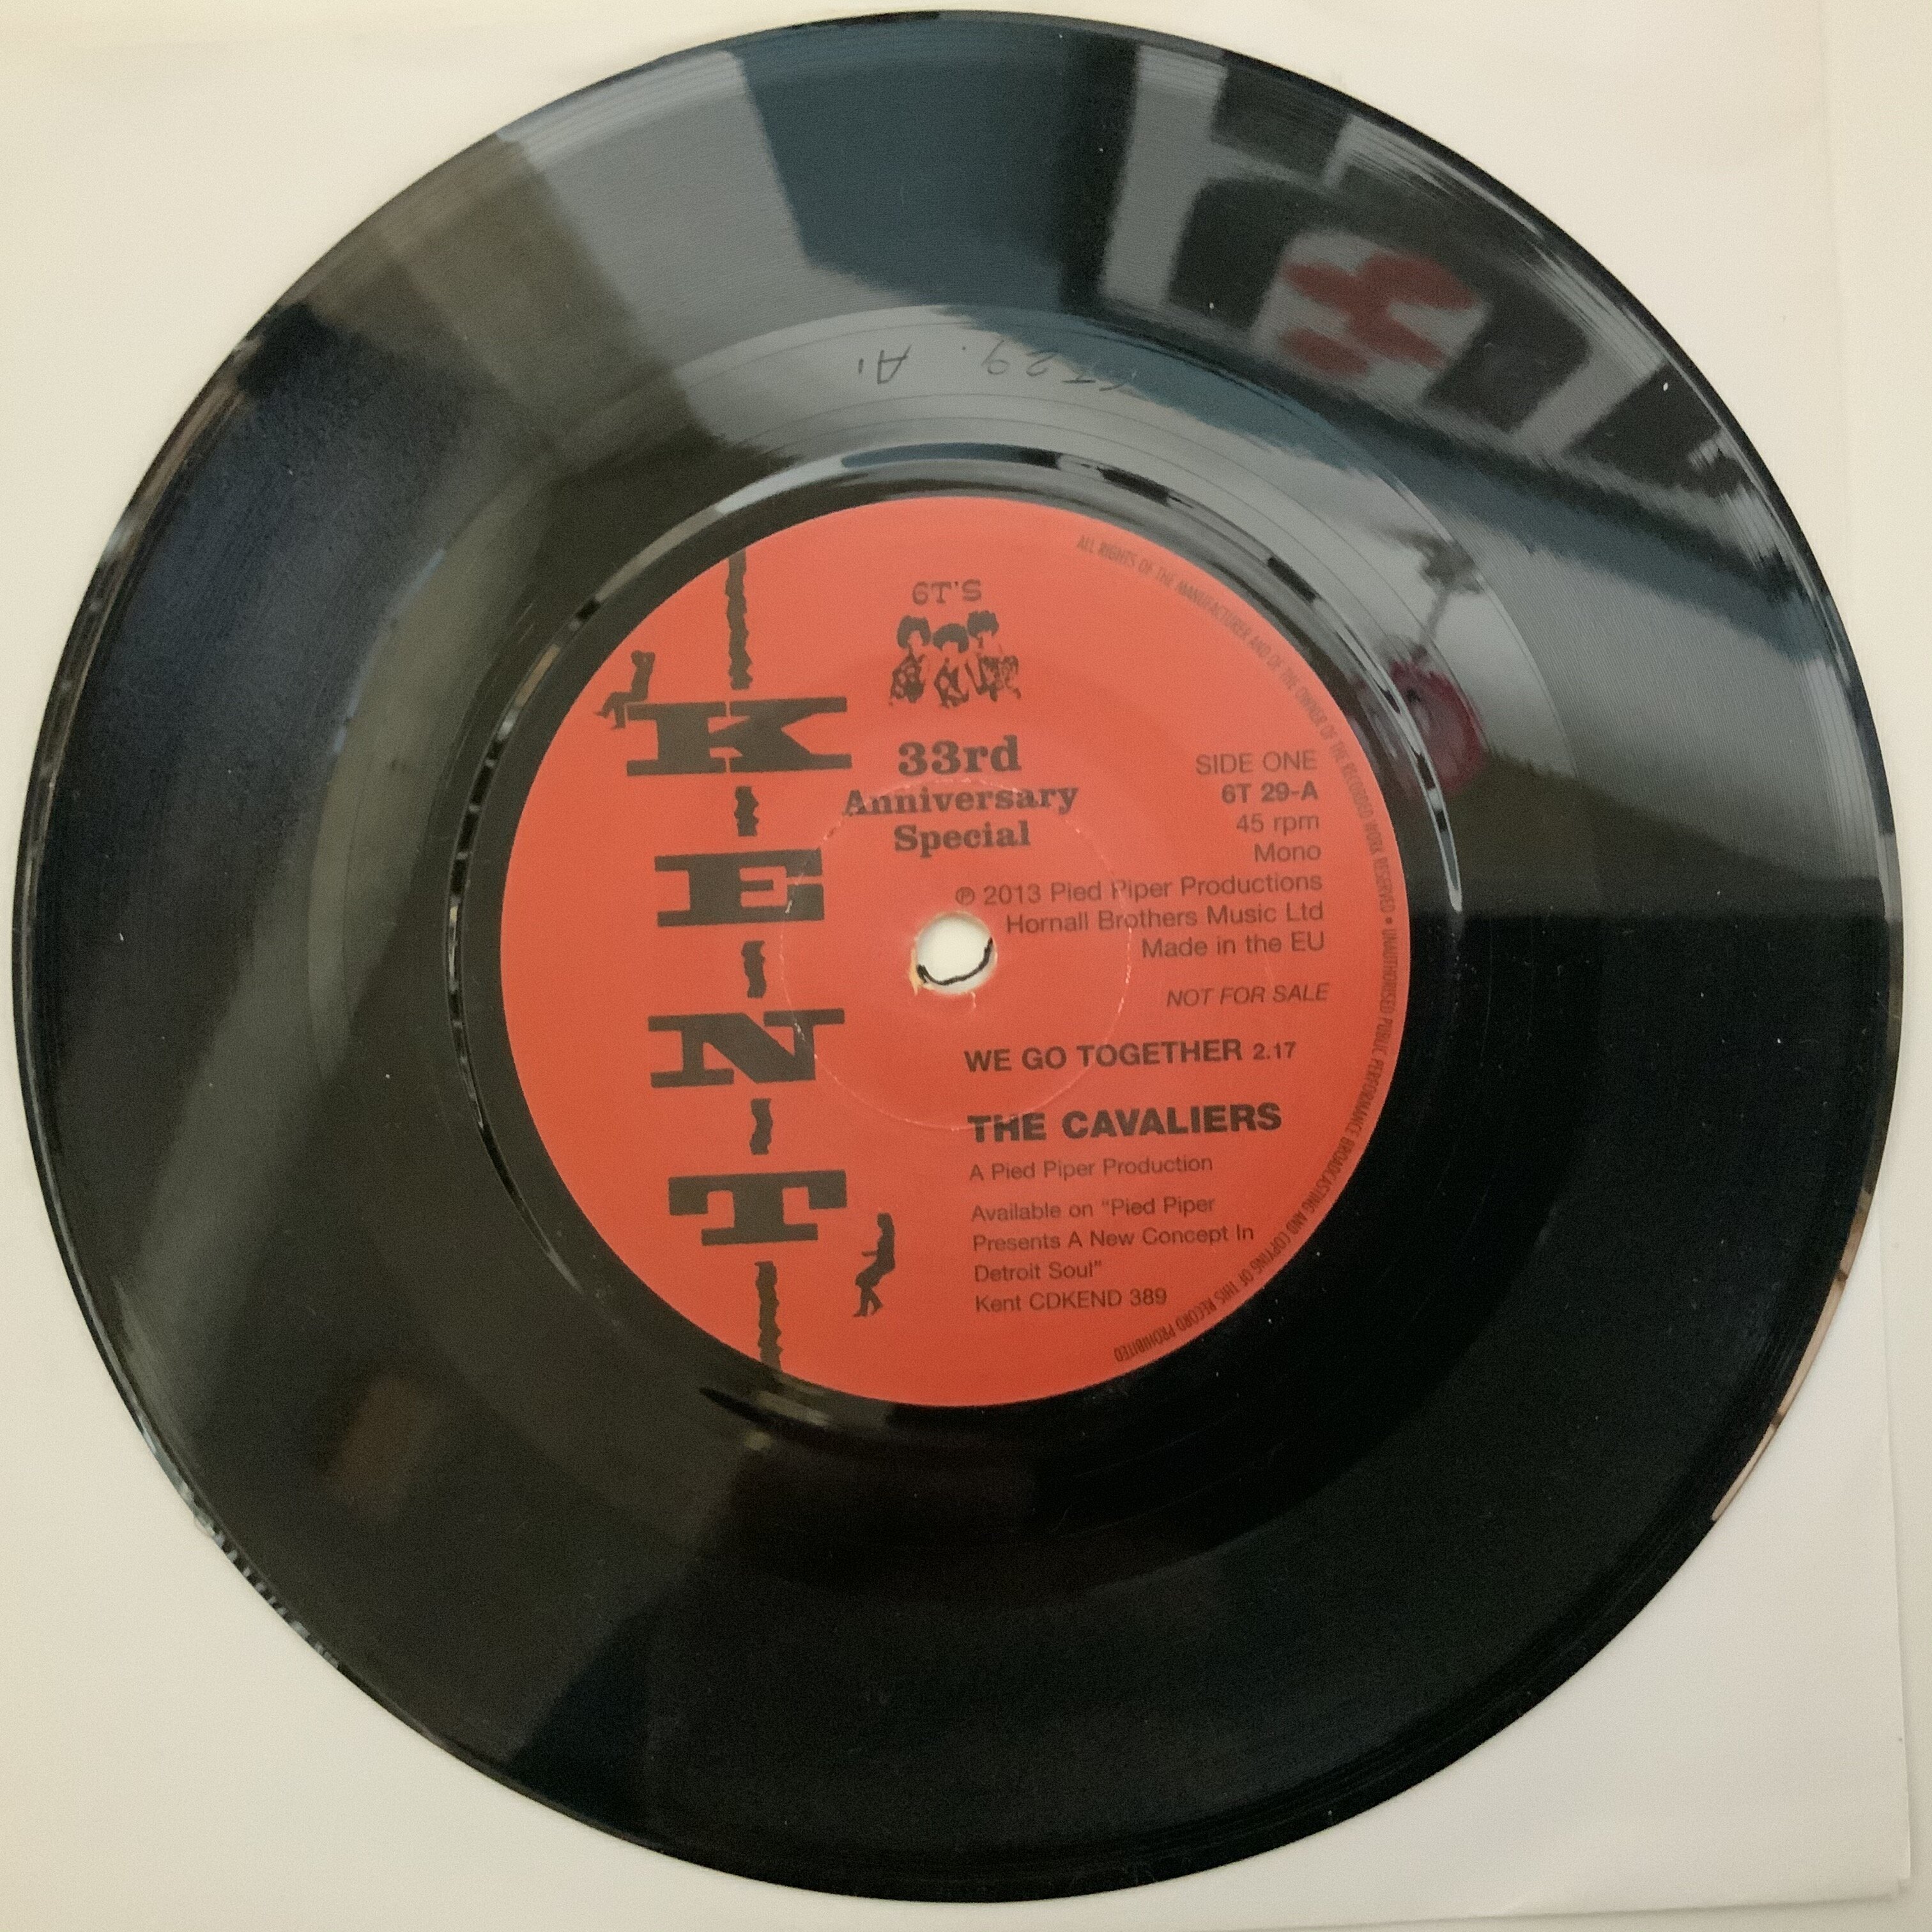 6T29. A1
6T'S
KENT
33rd
Anniversary
Special
SIDE ONE
6T 29-A
45 rpm
Mono
℗ 2013 Pied Piper Productions
Hornall Brothers Music Ltd
Made in the EU
NOT FOR SALE
WE GO TOGETHER 2.17
THE CAVALIERS
A Pied Piper Production
Available on “Pied Piper
Presents A New Concept In
Detroit Soul”
Kent CDKEND 389
ALL RIGHTS OF THE MANUFACTURER AND OF THE OWNER OF THE RECORDED WORK RESERVED • UNAUTHORISED PUBLIC PERFORMANCE BROADCASTING AND COPYING OF THIS RECORD PROHIBITED